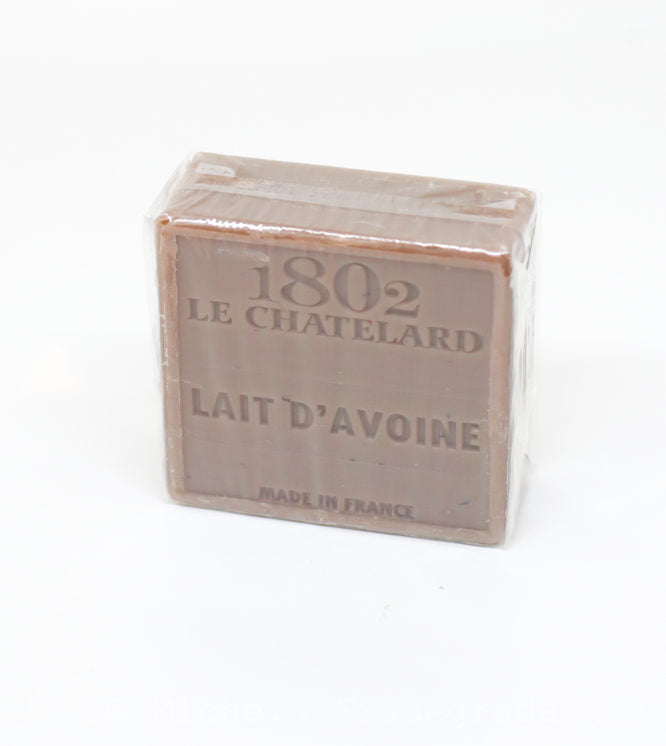 1802
LE CHATELARD
LAIT D'AVOINE
MADE IN FRANCE